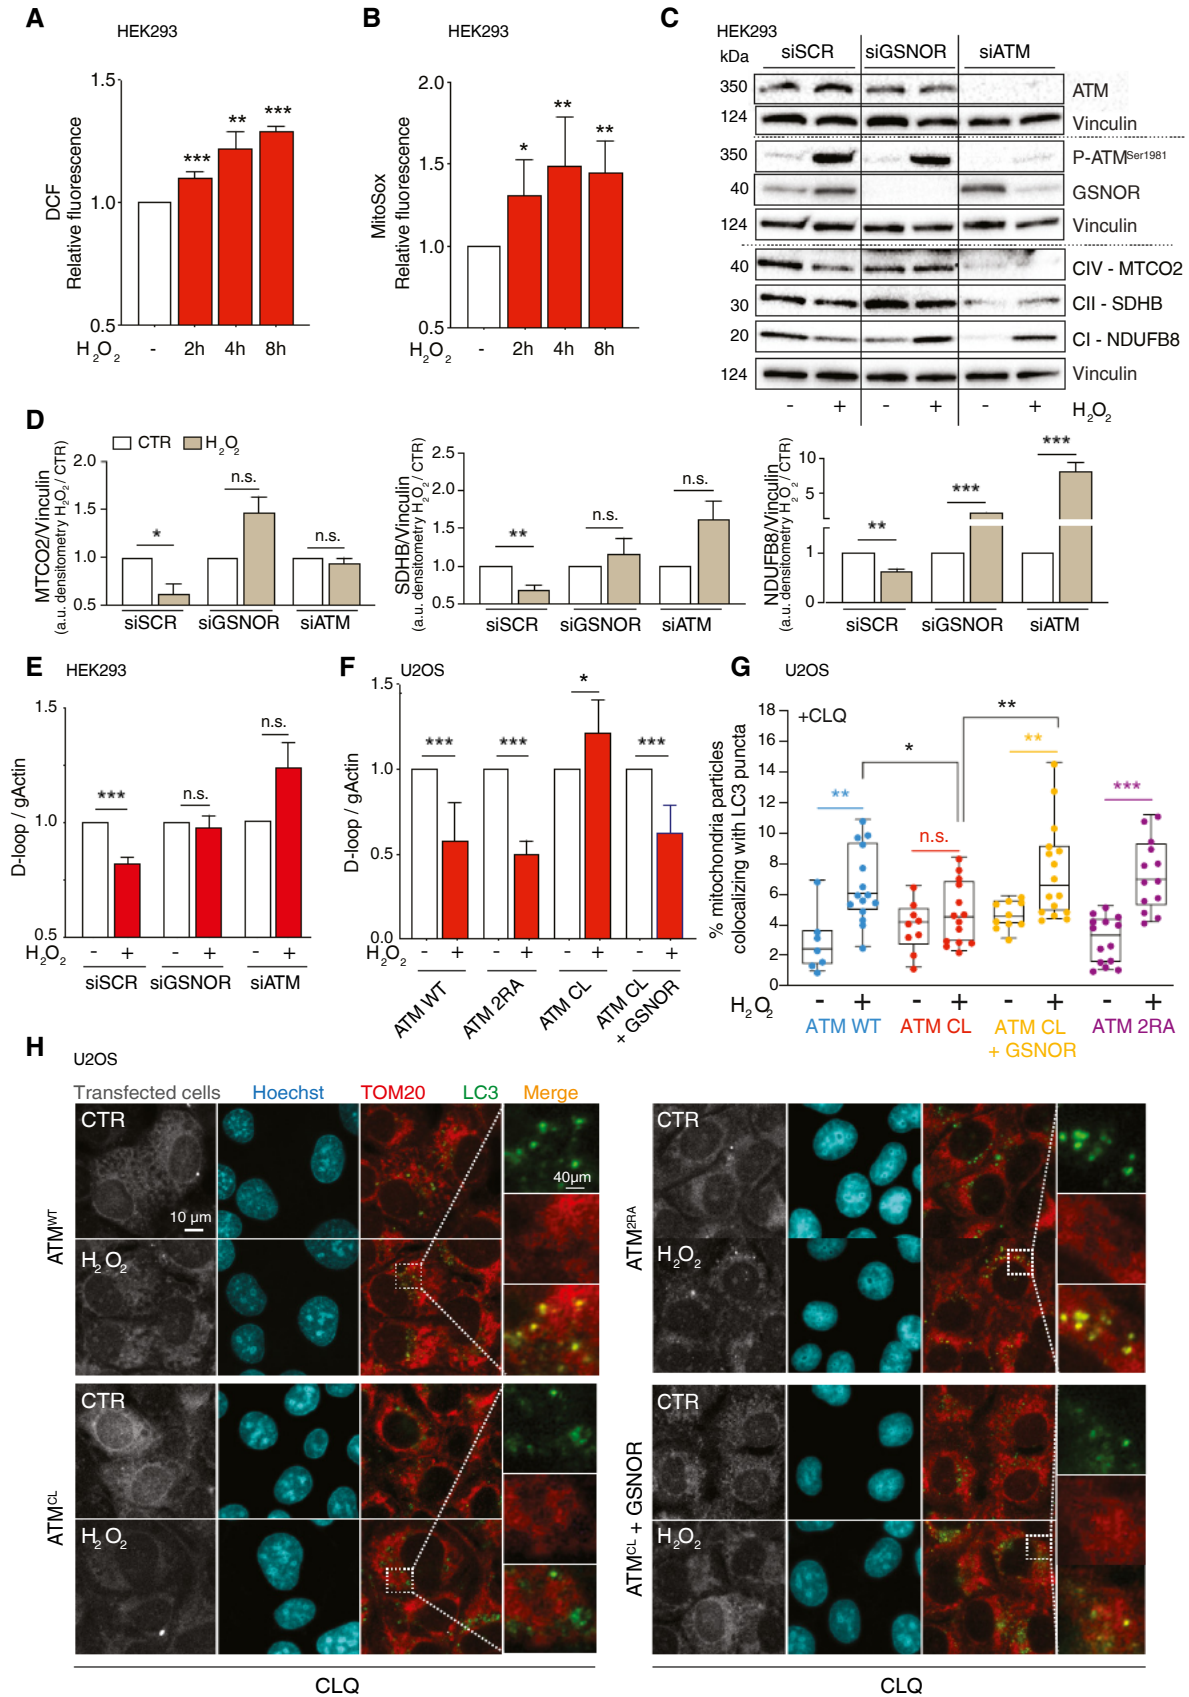 A
HEK293
DCF
Relative fluorescence
1.5
1.0
0.5
***
**
***
H2O2
-
2h
4h
8h
B
HEK293
MitoSox
Relative fluorescence
2.0
1.5
1.0
0.5
*
**
**
H2O2
-
2h
4h
8h
C
HEK293
kDa
siSCR
siGSNOR
siATM
350
ATM
124
Vinculin
350
P-ATMSer1981
40
GSNOR
124
Vinculin
40
CIV - MTCO2
30
CII - SDHB
20
CI - NDUFB8
124
Vinculin
- + - + - + H2O2
D
CTR
H2O2
MTCO2/Vinculin
(a.u. densitometry H2O2/ CTR)
2.0
1.5
1.0
0.5
*
n.s.
n.s.
siSCR
siGSNOR
siATM
SDHB/Vinculin
(a.u. densitometry H2O2/ CTR)
2.5
2.0
1.5
1.0
0.5
**
n.s.
n.s.
siSCR
siGSNOR
siATM
NDUFB8/Vinculin
(a.u. densitometry H2O2/ CTR)
10
5
1
0
**
***
***
siSCR
siGSNOR
siATM
E
HEK293
D-loop / gActin
1.5
1.0
0.5
***
n.s.
n.s.
H2O2
- + - + - +
siSCR
siGSNOR
siATM
F
U2OS
D-loop / gActin
1.5
1.0
0.5
0.0
***
***
*
***
H2O2
- + - + - + - +
ATM WT
ATM 2RA
ATM CL
ATM CL
+ GSNOR
G
U2OS
+CLQ
% mitochondria particles
colocalizing with LC3 puncta
18
16
14
12
10
8
6
4
2
0
**
*
n.s.
**
**
***
H2O2
- + - + - + - +
ATM WT
ATM CL
ATM CL
+ GSNOR
ATM 2RA
H
U2OS
Transfected cells
Hoechst
TOM20
LC3
Merge
ATMWT
CTR
10 µm
40µm
H2O2
ATM2RA
CTR
H2O2
ATMCL
CTR
H2O2
ATMCL + GSNOR
CTR
H2O2
CLQ
CLQ